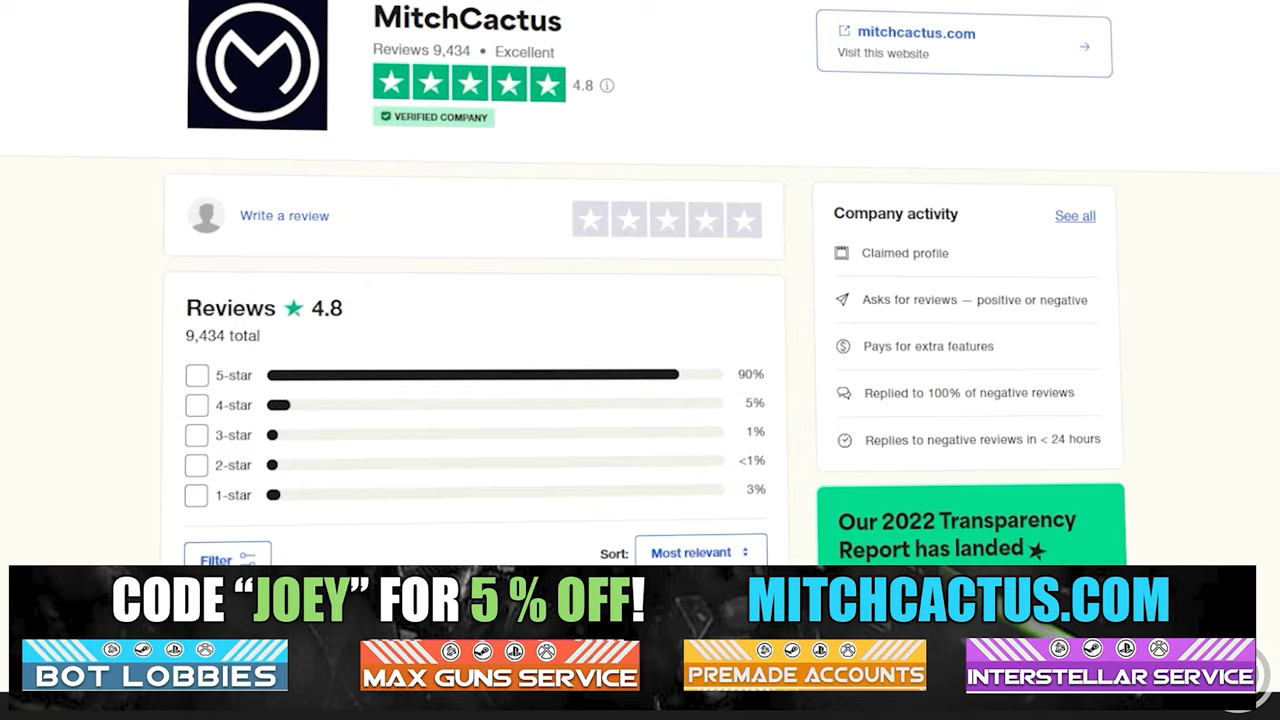 MitchCactus
Reviews 9,434 • Excellent
4.8
VERIFIED COMPANY
mitchcactus.com
Visit this website
Write a review
Reviews ★ 4.8
9,434 total
5-star 90%
4-star 5%
3-star 1%
2-star <1%
1-star 3%
Filter
Sort: Most relevant
Company activity See all
Claimed profile
Asks for reviews — positive or negative
Pays for extra features
Replied to 100% of negative reviews
Replies to negative reviews in < 24 hours
Our 2022 Transparency
Report has landed
CODE “JOEY” FOR 5 % OFF! MITCHCACTUS.COM
BOT LOBBIES MAX GUNS SERVICE PREMADE ACCOUNTS INTERSTELLAR SERVICE